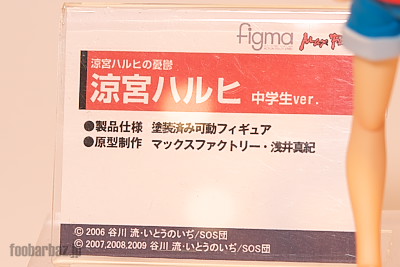 figma
涼宮ハルヒの憂鬱
涼宮ハルヒ 中学生ver.
●製品仕様 塗装済み可動フィギュア
●原型制作 マックスファクトリー・浅井真紀
© 2006 谷川 流・いとうのいぢ/SOS団
© 2007,2008,2009 谷川 流・いとうのいぢ/SOS団
foobarbaz.jp